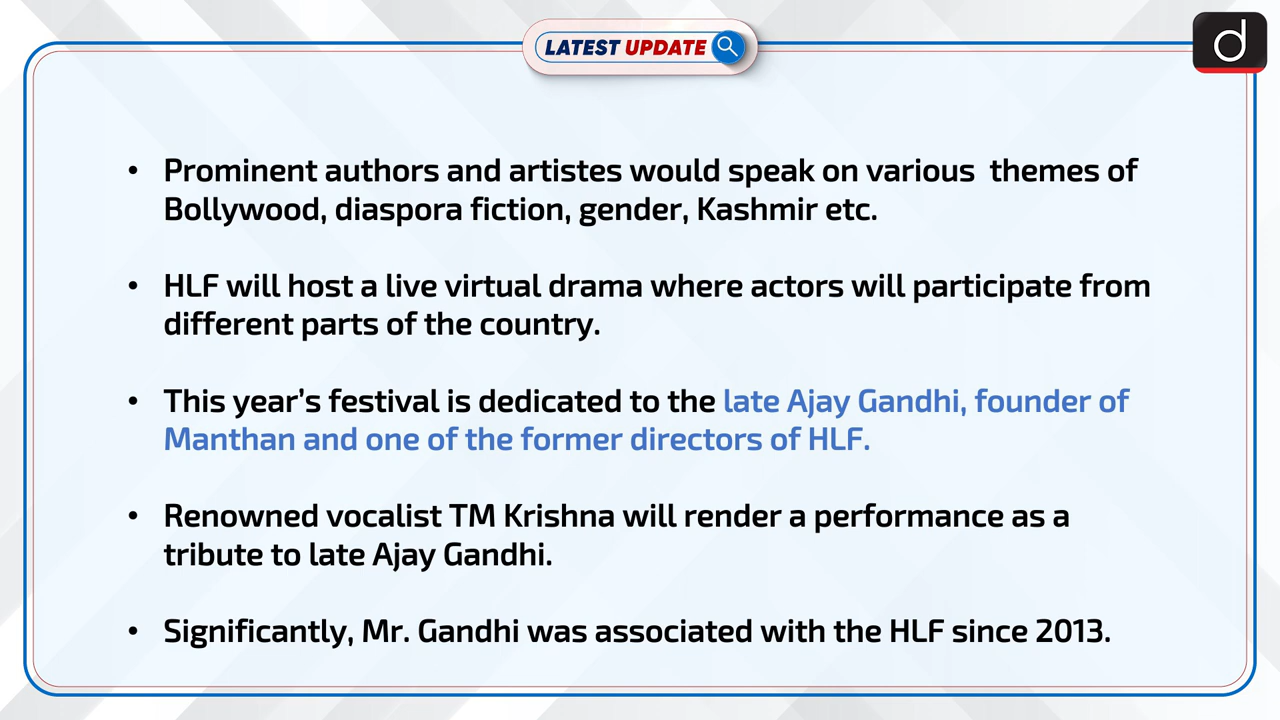 LATEST UPDATE
d
• Prominent authors and artistes would speak on various  themes of
Bollywood, diaspora fiction, gender, Kashmir etc.
• HLF will host a live virtual drama where actors will participate from
different parts of the country.
• This year’s festival is dedicated to the late Ajay Gandhi, founder of
Manthan and one of the former directors of HLF.
• Renowned vocalist TM Krishna will render a performance as a
tribute to late Ajay Gandhi.
• Significantly, Mr. Gandhi was associated with the HLF since 2013.